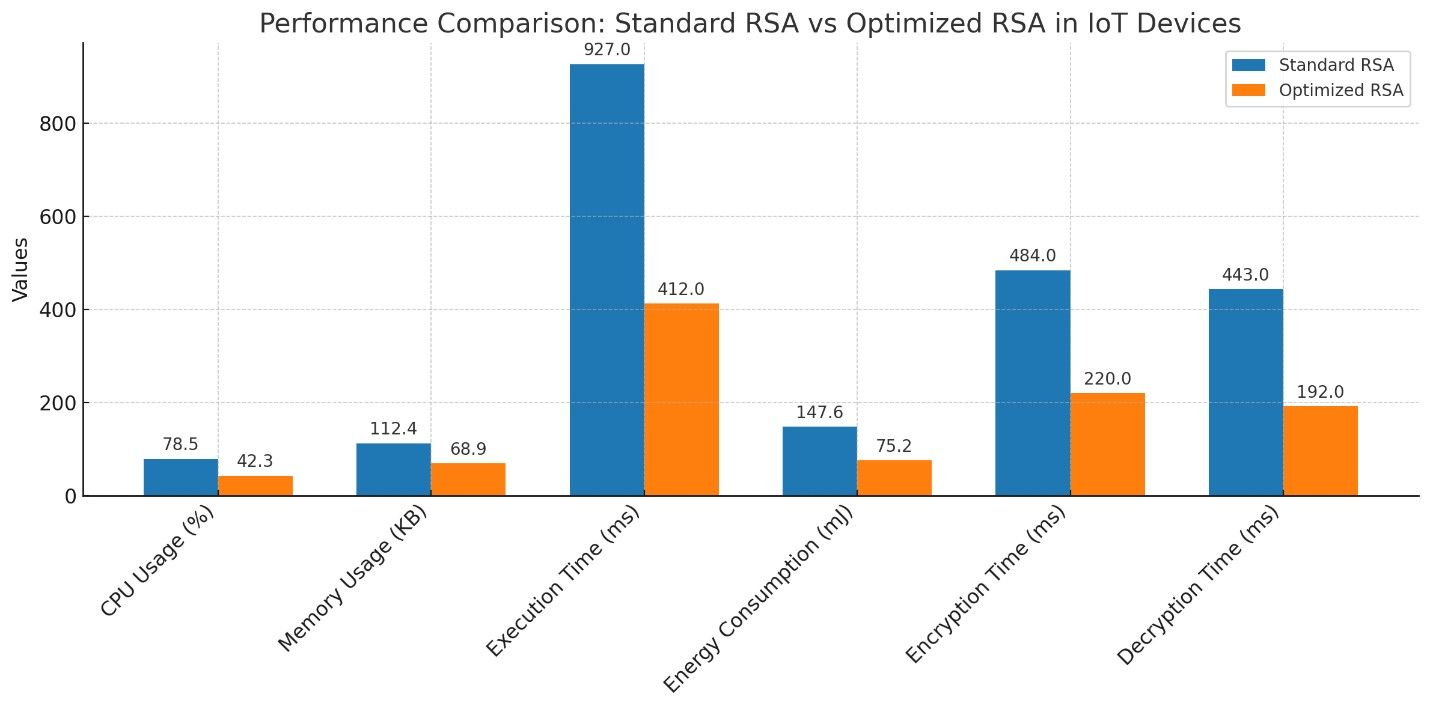 Performance Comparison: Standard RSA vs Optimized RSA in IoT Devices
Standard RSA
Optimized RSA
Values
800
600
400
200
0
927.0
412.0
484.0
220.0
443.0
192.0
147.6
75.2
112.4
68.9
78.5
42.3
CPU Usage (%)
Memory Usage (KB)
Execution Time (ms)
Energy Consumption (mJ)
Encryption Time (ms)
Decryption Time (ms)